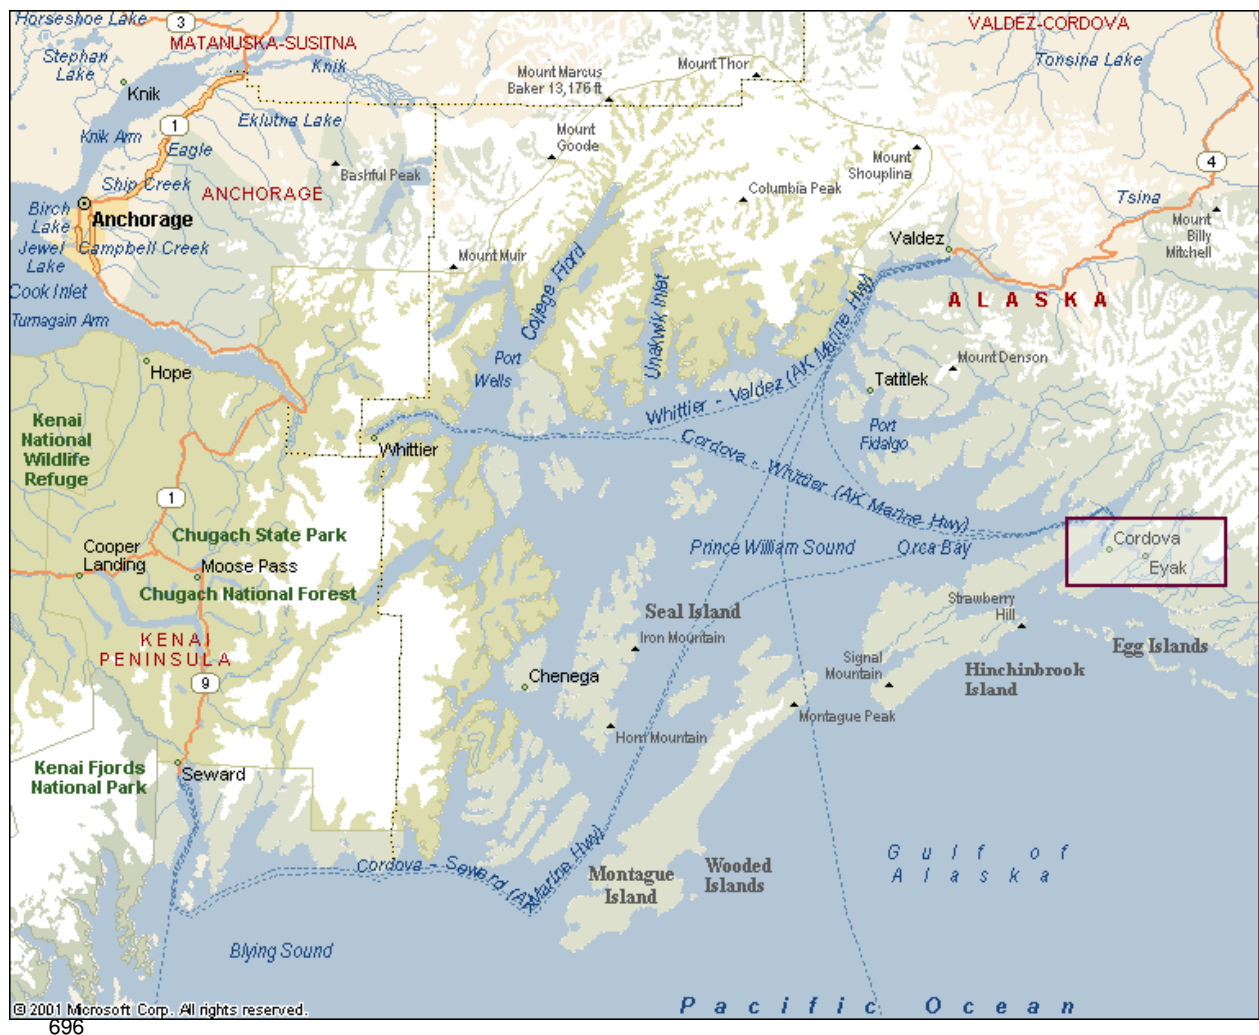 Horseshoe Lake
3
VALDEZ-CORDOVA
MATANUSKA-SUSITNA
Stephan
Lake
Knik
Mount Thor
Tonsina Lake
Mount Marcus
Baker 13,176 ft
Knik
Eklutna Lake
1
Knik Arm
Mount
Goode
Eagle
Mount
Shouplina
4
Bashful Peak
Ship Creek
ANCHORAGE
Columbia Peak
Tsina
Birch
Lake
Anchorage
Mount
Billy
Mitchell
Valdez
Jewel
Lake
Campbell Creek
Mount Muir
College Fiord
Unakwik Inlet
Cook Inlet
ALASKA
Turnagain Arm
Port
Wells
Mount Denson
Hope
Tatitlek
Whittier - Valdez (AK Marine Hwy)
Kenai
National
Wildlife
Refuge
Port
Fidalgo
Whittier
Cordova - Whittier (AK Marine Hwy)
1
Chugach State Park
Cordova
Cooper
Landing
Prince William Sound
Orca Bay
Moose Pass
Eyak
Chugach National Forest
Strawberry
Hill
Seal Island
KENAI
PENINSULA
Iron Mountain
Egg Islands
Signal
Mountain
Hinchinbrook
Island
Chenega
9
Montague Peak
Horn Mountain
Kenai Fjords
National Park
Seward
Gulf of
Alaska
Cordova - Seward (AK Marine Hwy)
Montague
Island
Wooded
Islands
Blying Sound
Pacific Ocean
© 2001 Microsoft Corp. All rights reserved.
696